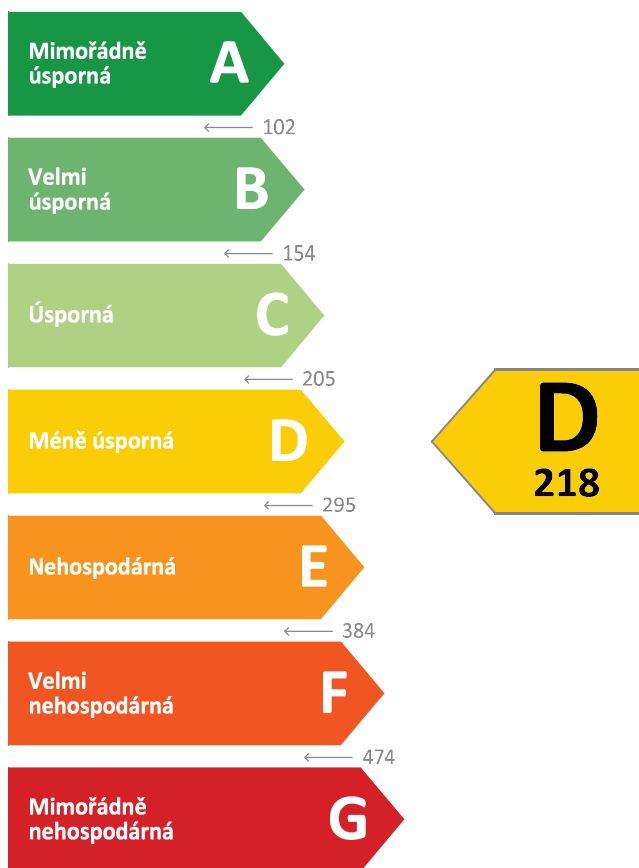 Mimořádně
úsporná
A
102
Velmi
úsporná
B
154
Úsporná
C
205
Méně úsporná
D
D
218
295
Nehospodárná
E
384
Velmi
nehospodárná
F
474
Mimořádně
nehospodárná
G